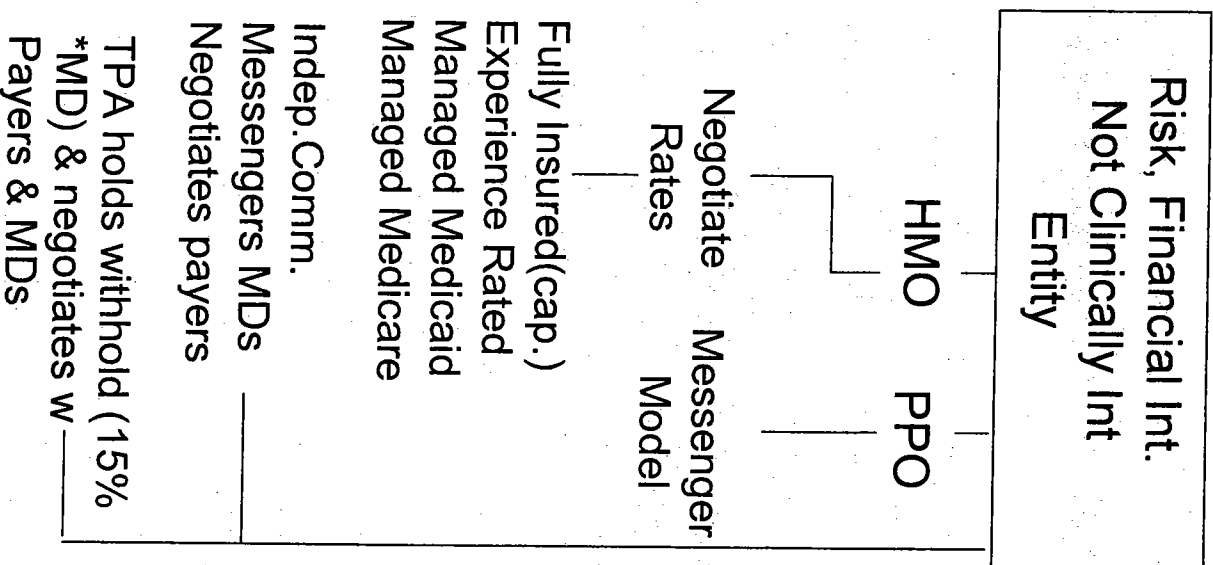 Risk, Financial Int.
Not Clinically Int
Entity
HMO
PPO
Negotiate
Rates
Messenger
Model
Fully Insured(cap.)
Experience Rated
Managed Medicaid
Managed Medicare
Indep.Comm.
Messengers MDs
Negotiates payers
TPA holds withhold (15%
*MD) & negotiates w
Payers & MDs